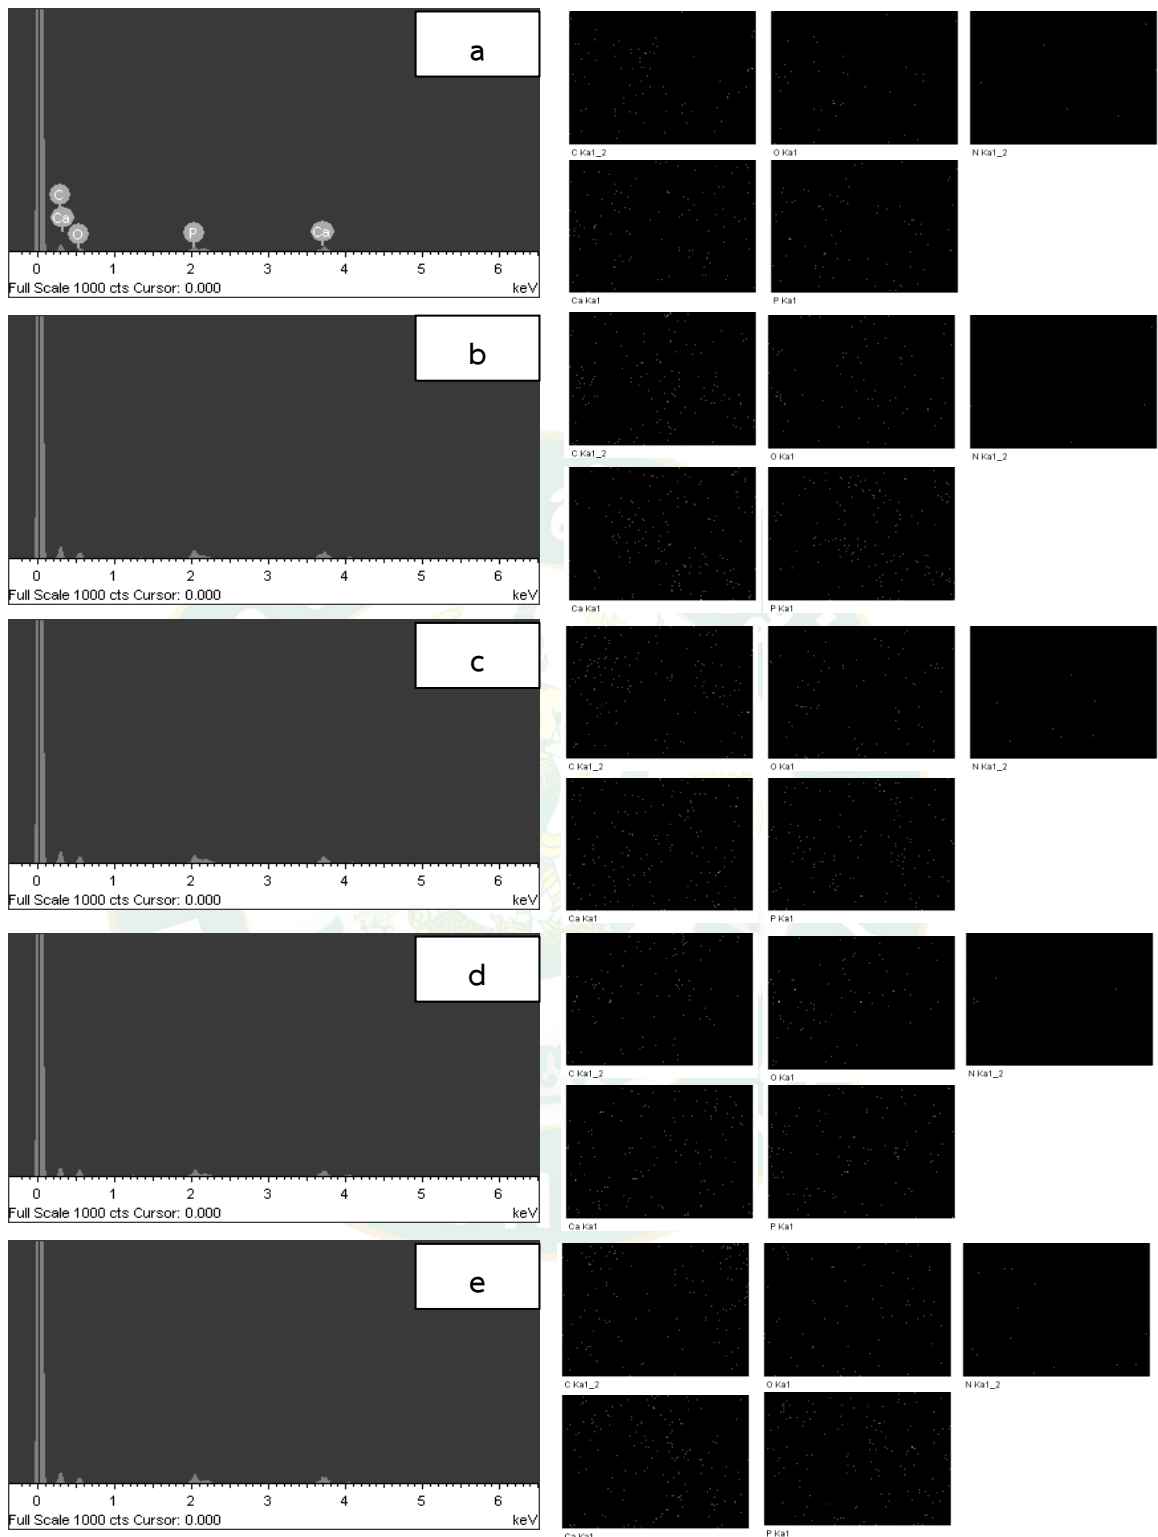 a
C
Ca
O
P
Ca
0 1 2 3 4 5 6
Full Scale 1000 cts Cursor: 0.000 keV
C Ka1_2
O Ka1
N Ka1_2
Ca Ka1
P Ka1
b
0 1 2 3 4 5 6
Full Scale 1000 cts Cursor: 0.000 keV
C Ka1_2
O Ka1
N Ka1_2
Ca Ka1
P Ka1
c
0 1 2 3 4 5 6
Full Scale 1000 cts Cursor: 0.000 keV
C Ka1_2
O Ka1
N Ka1_2
Ca Ka1
P Ka1
d
0 1 2 3 4 5 6
Full Scale 1000 cts Cursor: 0.000 keV
C Ka1_2
O Ka1
N Ka1_2
Ca Ka1
P Ka1
e
0 1 2 3 4 5 6
Full Scale 1000 cts Cursor: 0.000 keV
C Ka1_2
O Ka1
N Ka1_2
Ca Ka1
P Ka1